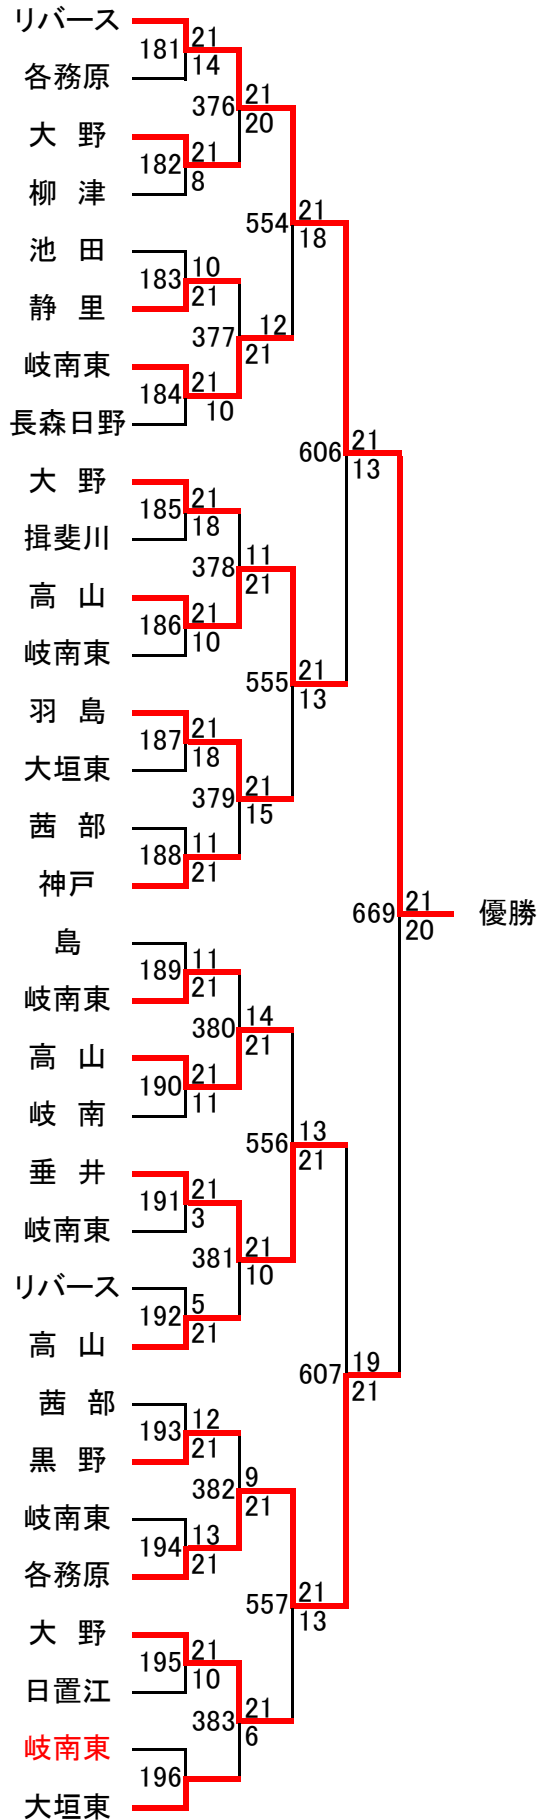 リバース
21
181
14
各務原
21
376
20
大 野
21
182
8
柳 津
21
554
18
池 田
10
183
21
静 里
12
377
21
岐南東
21
184
10
長森日野
21
606
13
大 野
21
185
18
揖斐川
11
378
21
高 山
21
186
10
岐南東
21
555
13
羽 島
21
187
18
大垣東
21
379
15
茜 部
11
188
21
神戸
21
669
20
優勝
島
11
189
21
岐南東
14
380
21
高 山
21
190
11
岐 南
13
556
21
垂 井
21
191
3
岐南東
21
381
10
リバース
5
192
21
高 山
19
607
21
茜 部
12
193
21
黒 野
9
382
21
岐南東
13
194
21
各務原
21
557
13
大 野
21
195
10
日置江
21
383
6
岐南東
196
大垣東